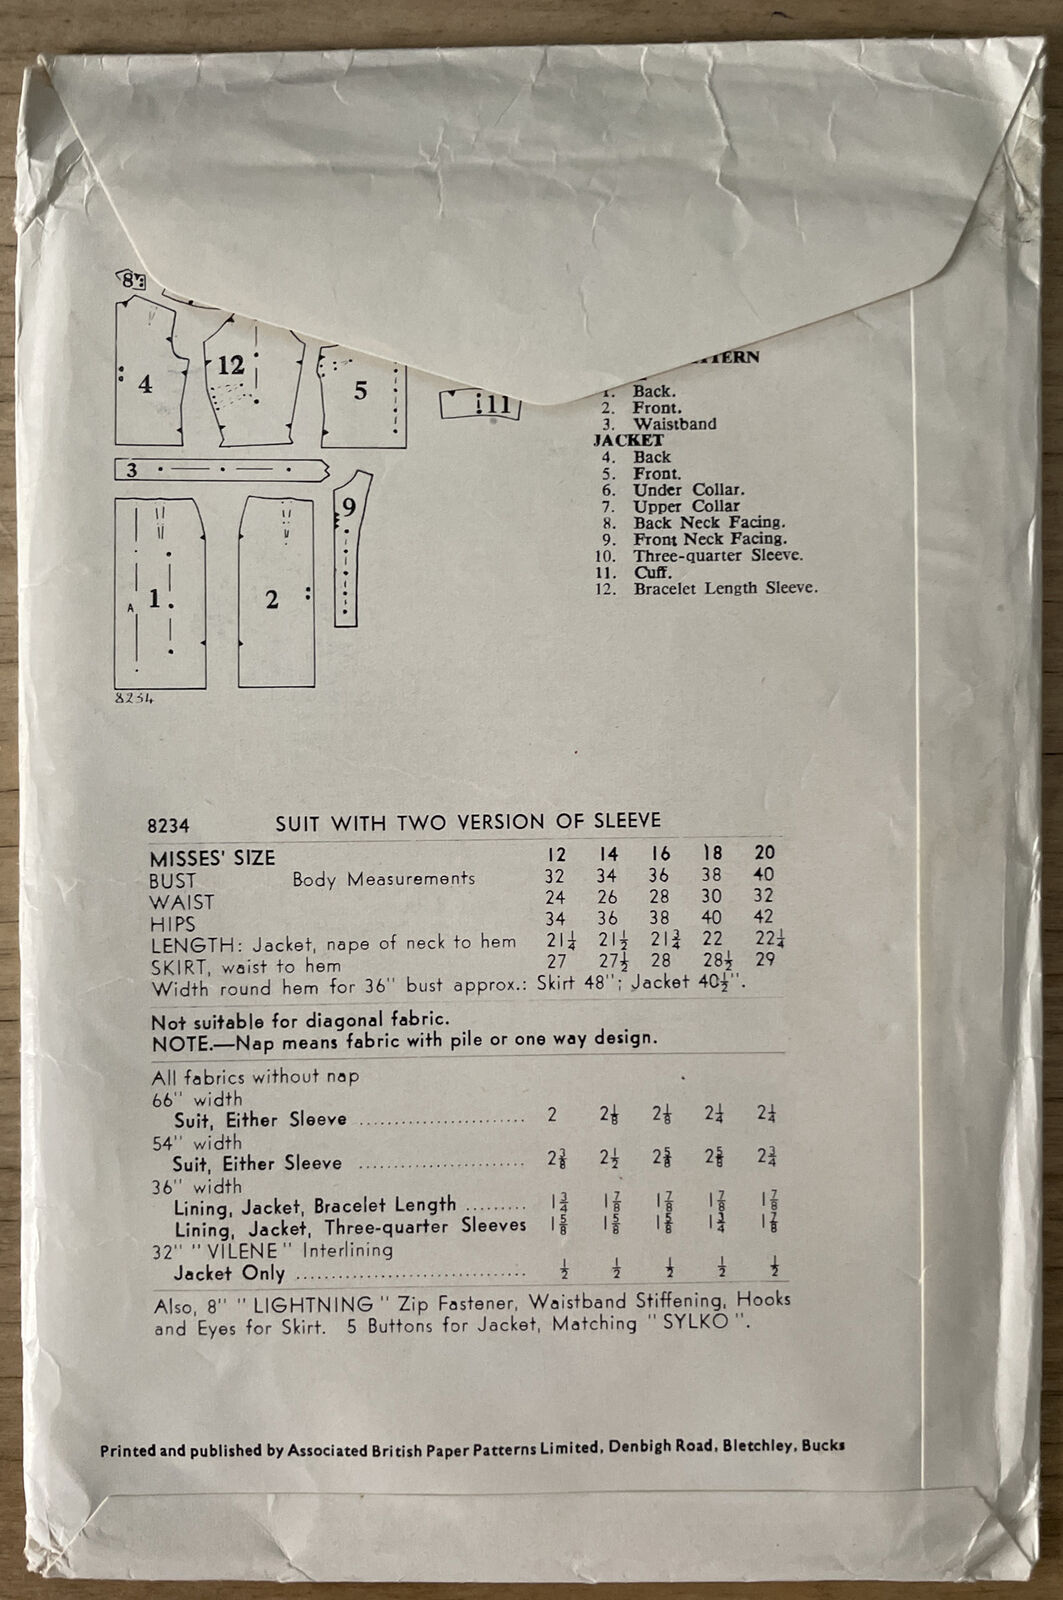 8
4
12
5
11
3
9
1.
A
2
8234
TTERN
1. Back.
2. Front.
3. Waistband
JACKET
4. Back
5. Front.
6. Under Collar.
7. Upper Collar
8. Back Neck Facing.
9. Front Neck Facing.
10. Three-quarter Sleeve.
11. Cuff.
12. Bracelet Length Sleeve.
8234 SUIT WITH TWO VERSION OF SLEEVE
MISSES' SIZE 12 14 16 18 20
BUST Body Measurements 32 34 36 38 40
WAIST 24 26 28 30 32
HIPS 34 36 38 40 42
LENGTH: Jacket, nape of neck to hem 21¼ 21½ 21¾ 22 22¼
SKIRT, waist to hem 27 27½ 28 28½ 29
Width round hem for 36" bust approx.: Skirt 48"; Jacket 40½".
Not suitable for diagonal fabric.
NOTE.—Nap means fabric with pile or one way design.
All fabrics without nap
66" width
Suit, Either Sleeve ........................ 2 2⅛ 2⅛ 2¼ 2¼
54" width
Suit, Either Sleeve ........................ 2⅜ 2½ 2⅝ 2⅝ 2¾
36" width
Lining, Jacket, Bracelet Length ......... 1¾ 1⅞ 1⅞ 1⅞ 1⅞
Lining, Jacket, Three-quarter Sleeves 1⅝ 1⅝ 1⅝ 1¾ 1⅞
32" "VILENE" Interlining
Jacket Only ................................. ½ ½ ½ ½ ½
Also, 8" "LIGHTNING" Zip Fastener, Waistband Stiffening, Hooks
and Eyes for Skirt. 5 Buttons for Jacket, Matching "SYLKO".
Printed and published by Associated British Paper Patterns Limited, Denbigh Road, Bletchley, Bucks